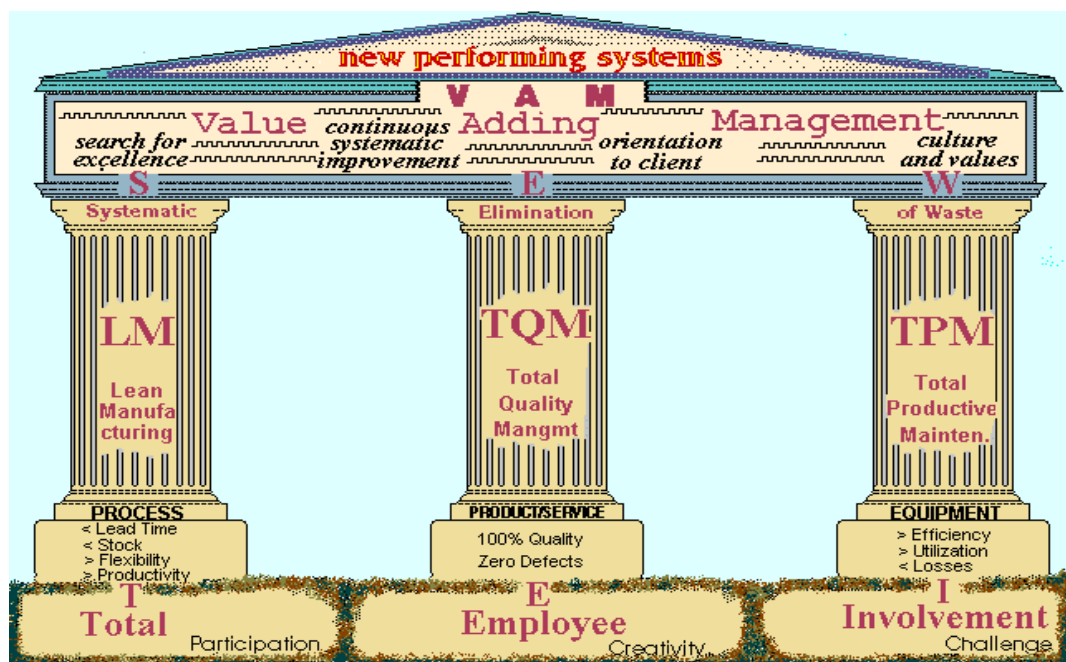 new performing systems
V A M
Value Adding Management
search for excellence
continuous systematic improvement
orientation to client
culture and values
S E W
Systematic Elimination of Waste
LM
Lean
Manufa
cturing
PROCESS
< Lead Time
< Stock
> Flexibility
> Productivity
TQM
Total
Quality
Mangmt
PRODUCT/SERVICE
100% Quality
Zero Defects
TPM
Total
Productive
Mainten.
EQUIPMENT
> Efficiency
> Utilization
< Losses
T E I
Total Employee Involvement
Participation Creativity Challenge